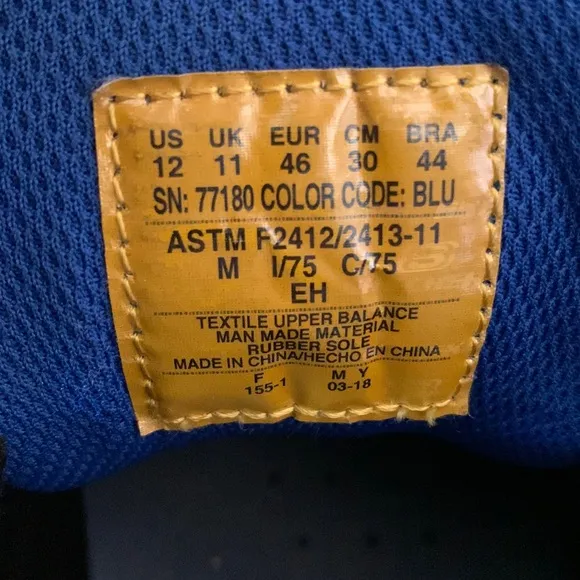 US UK EUR CM BRA
12 11 46 30 44
SN: 77180 COLOR CODE: BLU
ASTM F2412/2413-11
M I/75 C/75
EH
TEXTILE UPPER BALANCE
MAN MADE MATERIAL
RUBBER SOLE
MADE IN CHINA/HECHO EN CHINA
F M Y
155-1 03-18